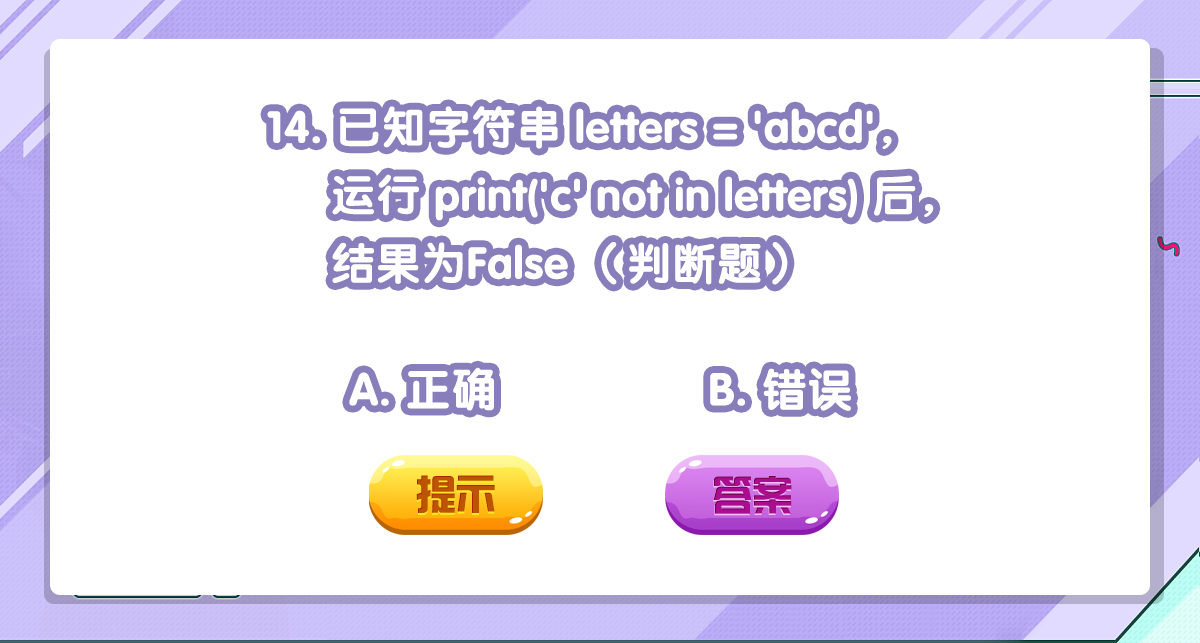 14. 已知字符串 letters = 'abcd'，
运行 print('c' not in letters) 后，
结果为False（判断题）
A. 正确 B. 错误
提示 答案